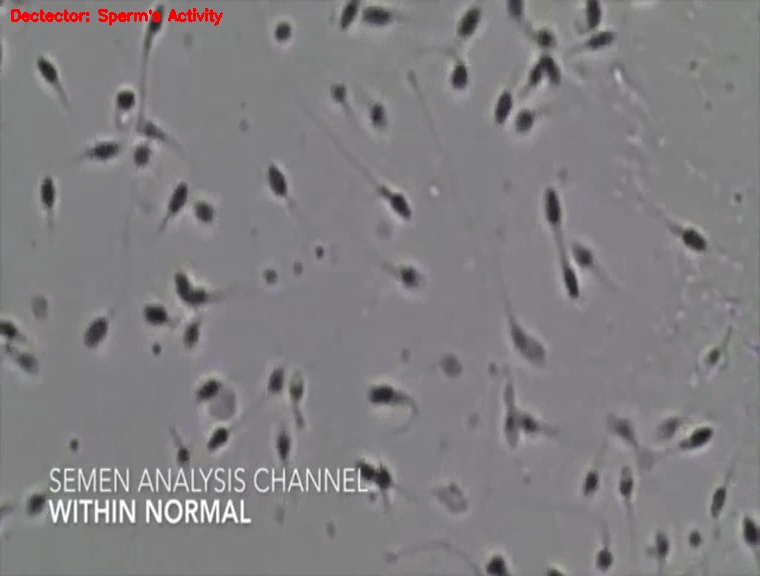 Dectector: Sperm's Activity
SEMEN ANALYSIS CHANNEL
WITHIN NORMAL